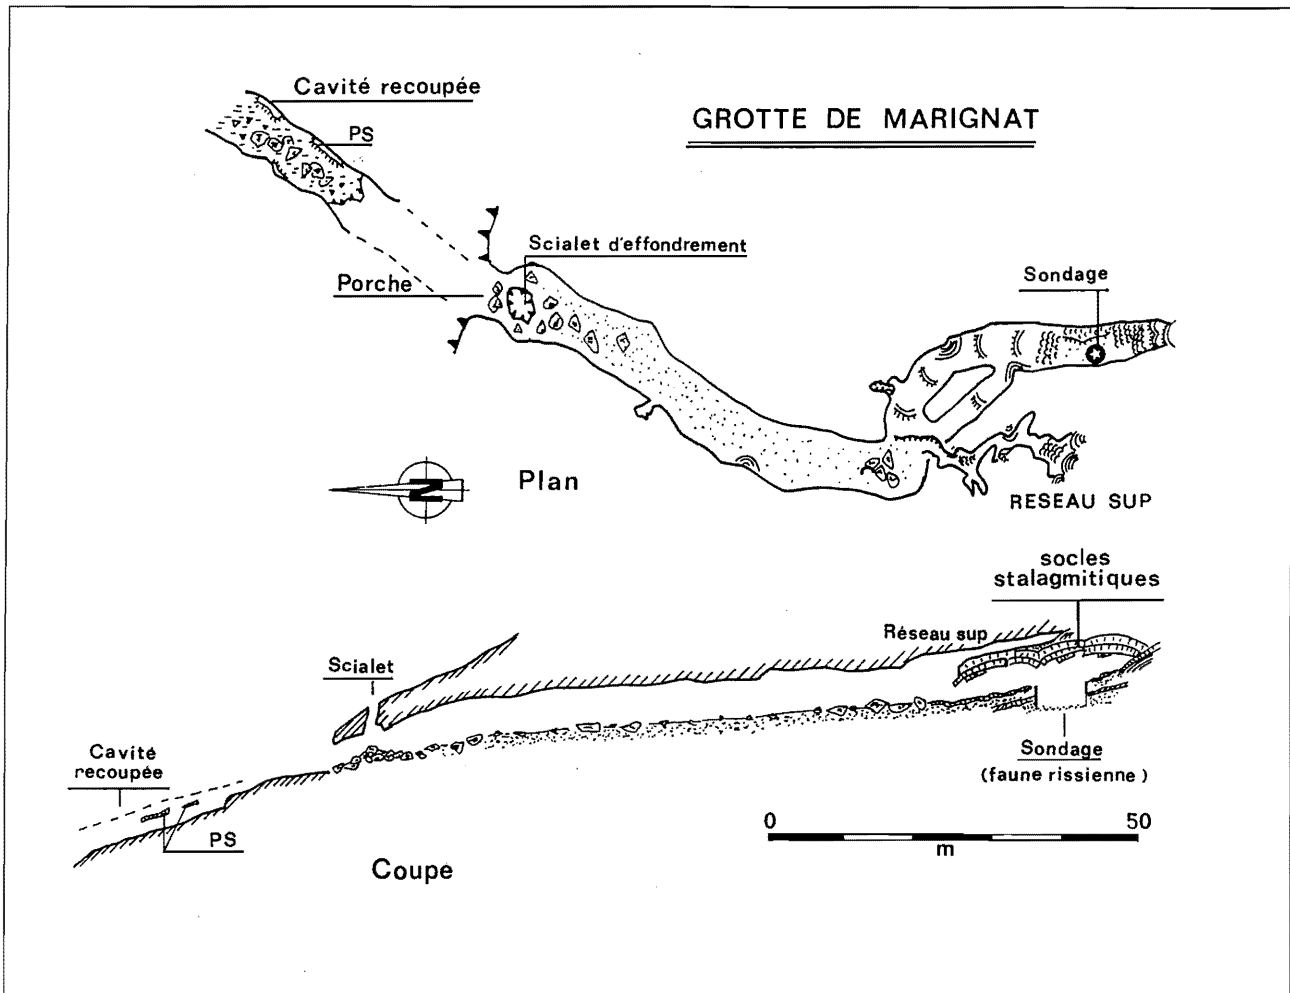 Cavité recoupée
GROTTE DE MARIGNAT
PS
Scialet d'effondrement
Porche
Sondage
N
Plan
RESEAU SUP
socles
stalagmitiques
Réseau sup
Scialet
Cavité
recoupée
Sondage
(faune rissienne)
PS
0 50
m
Coupe